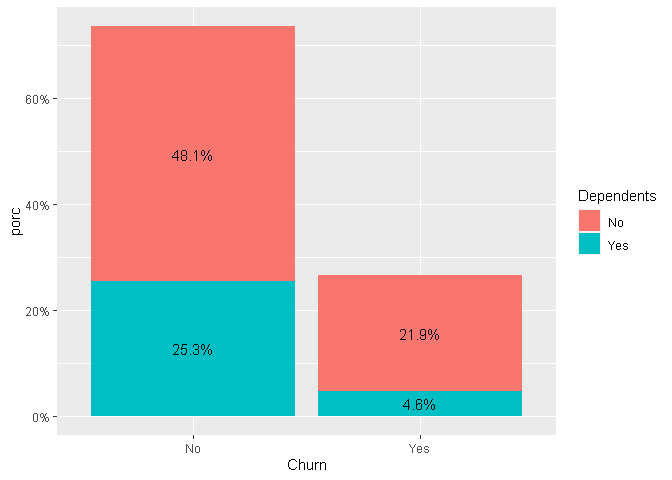 porc
60%
40%
20%
0%
48.1%
25.3%
21.9%
4.6%
No
Yes
Churn
Dependents
No
Yes